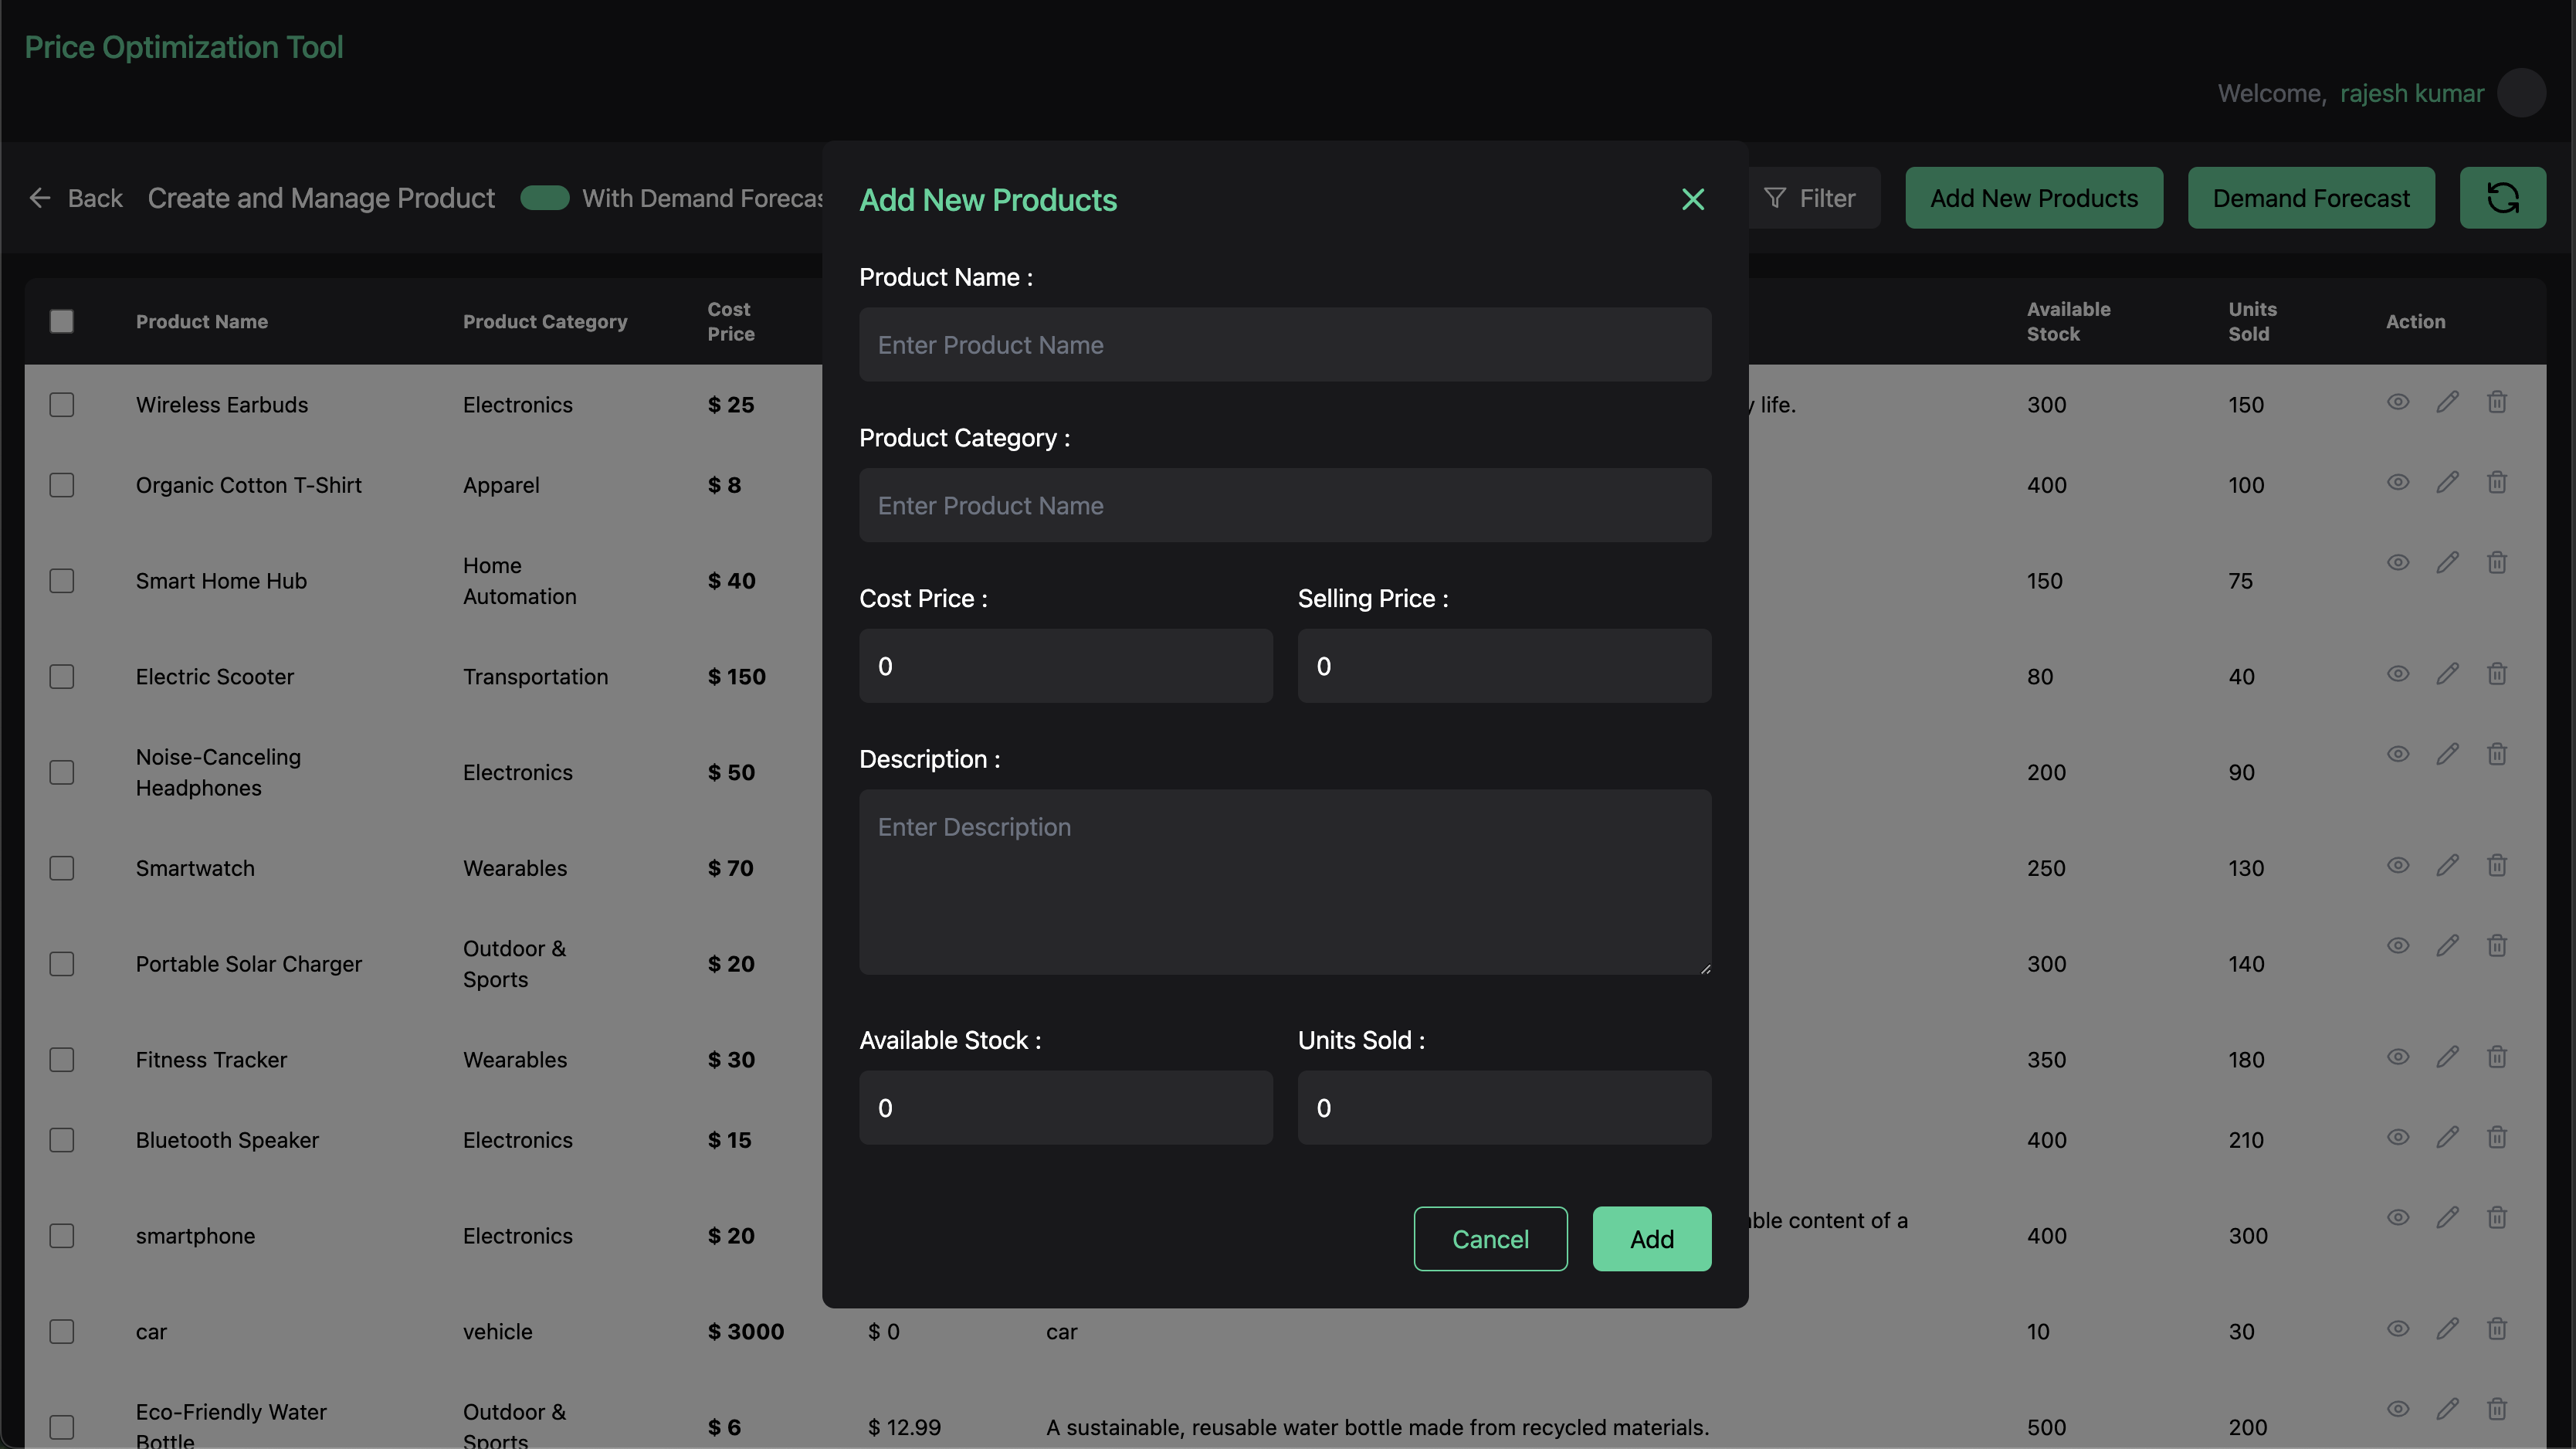 Price Optimization Tool
Welcome, rajesh kumar
Back Create and Manage Product With Demand Forecas
Filter Add New Products Demand Forecast
Add New Products
Product Name :
Enter Product Name
Product Category :
Enter Product Name
Cost Price : Selling Price :
0 0
Description :
Enter Description
Available Stock : Units Sold :
0 0
Cancel Add
Product Name Product Category Cost Price Available Stock Units Sold Action
Wireless Earbuds Electronics $ 25 life. 300 150
Organic Cotton T-Shirt Apparel $ 8 400 100
Smart Home Hub Home Automation $ 40 150 75
Electric Scooter Transportation $ 150 80 40
Noise-Canceling Headphones Electronics $ 50 200 90
Smartwatch Wearables $ 70 250 130
Portable Solar Charger Outdoor & Sports $ 20 300 140
Fitness Tracker Wearables $ 30 350 180
Bluetooth Speaker Electronics $ 15 400 210
smartphone Electronics $ 20 ble content of a 400 300
car vehicle $ 3000 $ 0 car 10 30
Eco-Friendly Water Bottle Outdoor & Sports $ 6 $ 12.99 A sustainable, reusable water bottle made from recycled materials. 500 200